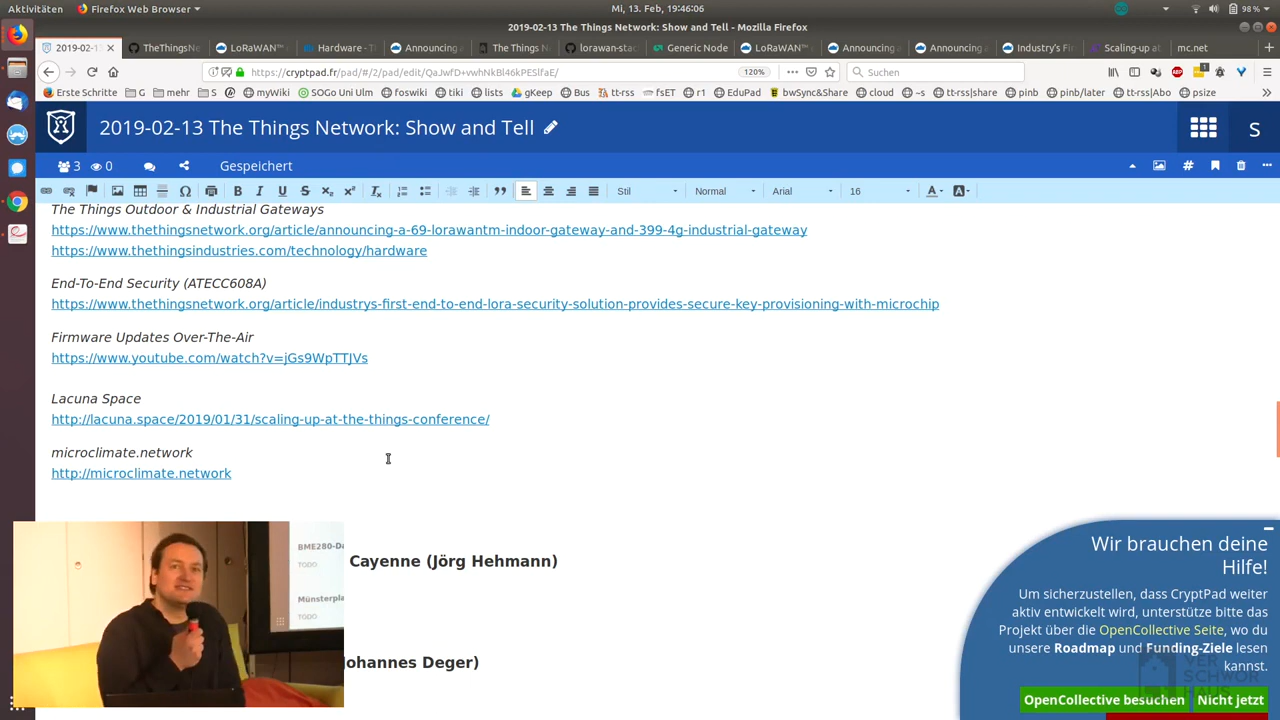 Aktivitäten Firefox Web Browser Mi, 13. Feb, 19:46:06 98 %
2019-02-13 The Things Network: Show and Tell - Mozilla Firefox
2019-02-13 TheThingsNe LoRaWAN™ Hardware - T Announcing The Things N lorawan-stac Generic Node LoRaWAN™ Announcing Announcing Industry's Fir Scaling-up at mc.net
https://cryptpad.fr/pad/#/2/pad/edit/QaJwfD+vwhNkBl46kPESlfaE/ 120% Suchen
Erste Schritte G mehr S @ myWiki SOGo Uni Ulm foswiki tiki lists gKeep Bus tt-rss fsET r1 EduPad bwSync&Share cloud ~s tt-rss|share pinb pinb/later tt-rss|Abo psize
2019-02-13 The Things Network: Show and Tell S
3 0 Gespeichert
Stil Normal Arial 16
The Things Outdoor & Industrial Gateways
https://www.thethingsnetwork.org/article/announcing-a-69-lorawantm-indoor-gateway-and-399-4g-industrial-gateway
https://www.thethingsindustries.com/technology/hardware
End-To-End Security (ATECC608A)
https://www.thethingsnetwork.org/article/industrys-first-end-to-end-lora-security-solution-provides-secure-key-provisioning-with-microchip
Firmware Updates Over-The-Air
https://www.youtube.com/watch?v=jGs9WpTTJVs
Lacuna Space
http://lacuna.space/2019/01/31/scaling-up-at-the-things-conference/
microclimate.network
http://microclimate.network
Cayenne (Jörg Hehmann)
Johannes Deger)
BME280-Da
TODO
Münsterpla
TODO
Wir brauchen deine
Hilfe!
Um sicherzustellen, dass CryptPad weiter
aktiv entwickelt wird, unterstütze bitte das
Projekt über die OpenCollective Seite, wo du
unsere Roadmap und Funding-Ziele lesen
kannst.
OpenCollective besuchen Nicht jetzt
VER
SCHWÖR
HAUS